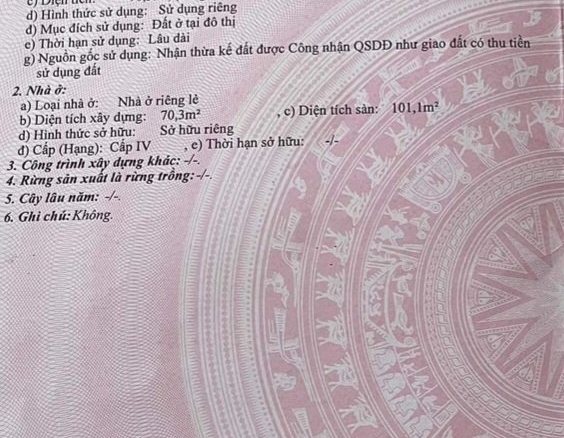 d) Hình thức sử dụng: Sử dụng riêng
đ) Mục đích sử dụng: Đất ở tại đô thị
e) Thời hạn sử dụng: Lâu dài
g) Nguồn gốc sử dụng: Nhận thừa kế đất được Công nhận QSDĐ như giao đất có thu tiền
sử dụng đất
2. Nhà ở:
a) Loại nhà ở: Nhà ở riêng lẻ
b) Diện tích xây dựng: 70,3m² , c) Diện tích sàn: 101,1m²
d) Hình thức sở hữu: Sở hữu riêng
đ) Cấp (Hạng): Cấp IV , e) Thời hạn sở hữu: -/-
3. Công trình xây dựng khác: -/-.
4. Rừng sản xuất là rừng trồng: -/-.
5. Cây lâu năm: -/-.
6. Ghi chú: Không.